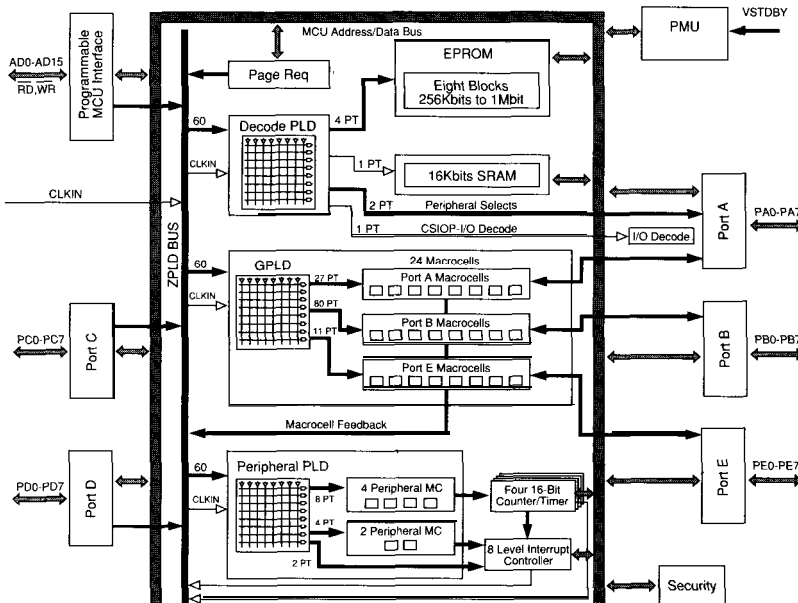 MCU Address/Data Bus
PMU
VSTDBY
AD0-AD15
RD,WR
Programmable
MCU Interface
Page Req
EPROM
Eight Blocks
256Kbits to 1Mbit
60
Decode PLD
4 PT
CLKIN
1 PT
16Kbits SRAM
CLKIN
2 PT
Peripheral Selects
1 PT
CSIOP-I/O Decode
I/O Decode
Port A
PA0-PA7
ZPLD BUS
60
GPLD
CLKIN
24 Macrocells
27 PT
Port A Macrocells
80 PT
Port B Macrocells
11 PT
Port E Macrocells
PC0-PC7
Port C
Port B
PB0-PB7
Macrocell Feedback
Port E
PE0-PE7
60
Peripheral PLD
CLKIN
8 PT
4 Peripheral MC
Four 16-Bit
Counter/Timer
4 PT
2 Peripheral MC
2 PT
8 Level Interrupt
Controller
PD0-PD7
Port D
Security